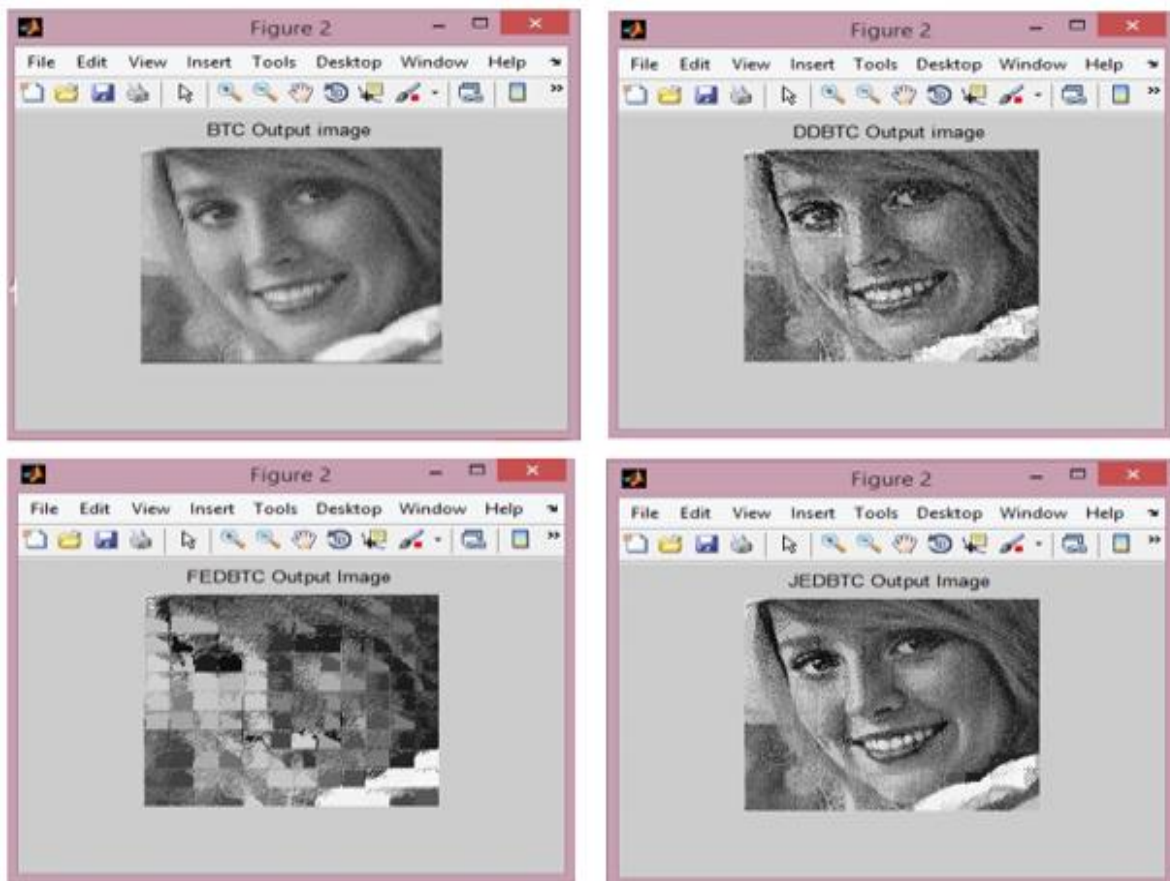 Figure 2
File Edit View Insert Tools Desktop Window Help
BTC Output image
Figure 2
File Edit View Insert Tools Desktop Window Help
DDBTC Output image
Figure 2
File Edit View Insert Tools Desktop Window Help
FEDBTC Output Image
Figure 2
File Edit View Insert Tools Desktop Window Help
JEDBTC Output Image